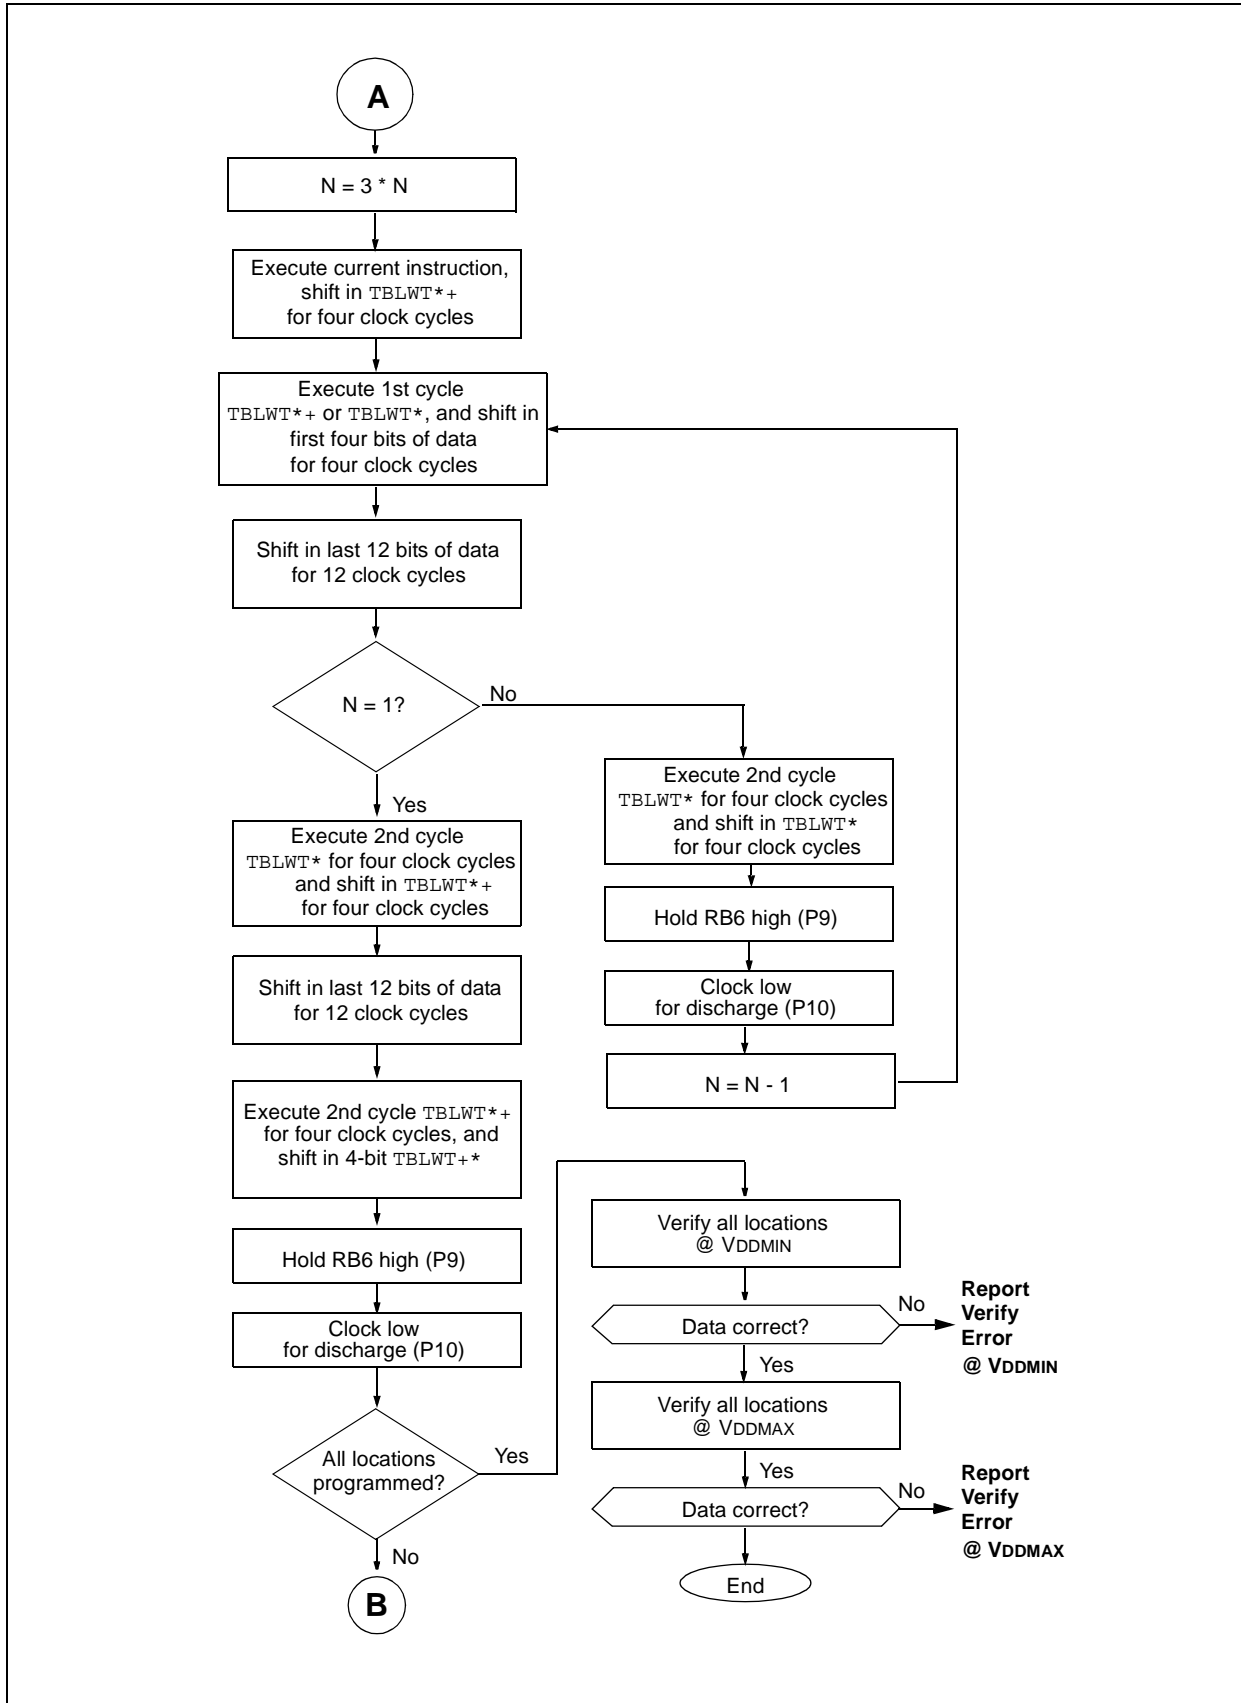 A
N = 3 * N
Execute current instruction,
shift in TBLWT*+
for four clock cycles
Execute 1st cycle
TBLWT*+ or TBLWT*, and shift in
first four bits of data
for four clock cycles
Shift in last 12 bits of data
for 12 clock cycles
N = 1?
No
Execute 2nd cycle
TBLWT* for four clock cycles
and shift in TBLWT*
for four clock cycles
Hold RB6 high (P9)
Clock low
for discharge (P10)
N = N - 1
Yes
Execute 2nd cycle
TBLWT* for four clock cycles
and shift in TBLWT*+
for four clock cycles
Shift in last 12 bits of data
for 12 clock cycles
Execute 2nd cycle TBLWT*+
for four clock cycles, and
shift in 4-bit TBLWT+*
Hold RB6 high (P9)
Clock low
for discharge (P10)
All locations
programmed?
Yes
No
B
Verify all locations
@ VDDMIN
Data correct?
No
Report
Verify
Error
@ VDDMIN
Yes
Verify all locations
@ VDDMAX
Yes
Data correct?
No
Report
Verify
Error
@ VDDMAX
End